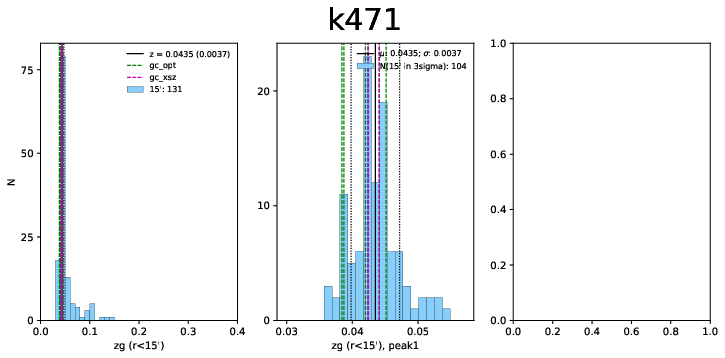 k471
z = 0.0435 (0.0037)
gc_opt
gc_xsz
15': 131
N
75
50
25
0
0.0 0.1 0.2 0.3 0.4
zg (r<15')
μ: 0.0435; σ: 0.0037
N(15' in 3sigma): 104
20
10
0
0.03 0.04 0.05
zg (r<15'), peak1
1.0
0.8
0.6
0.4
0.2
0.0
0.0 0.2 0.4 0.6 0.8 1.0